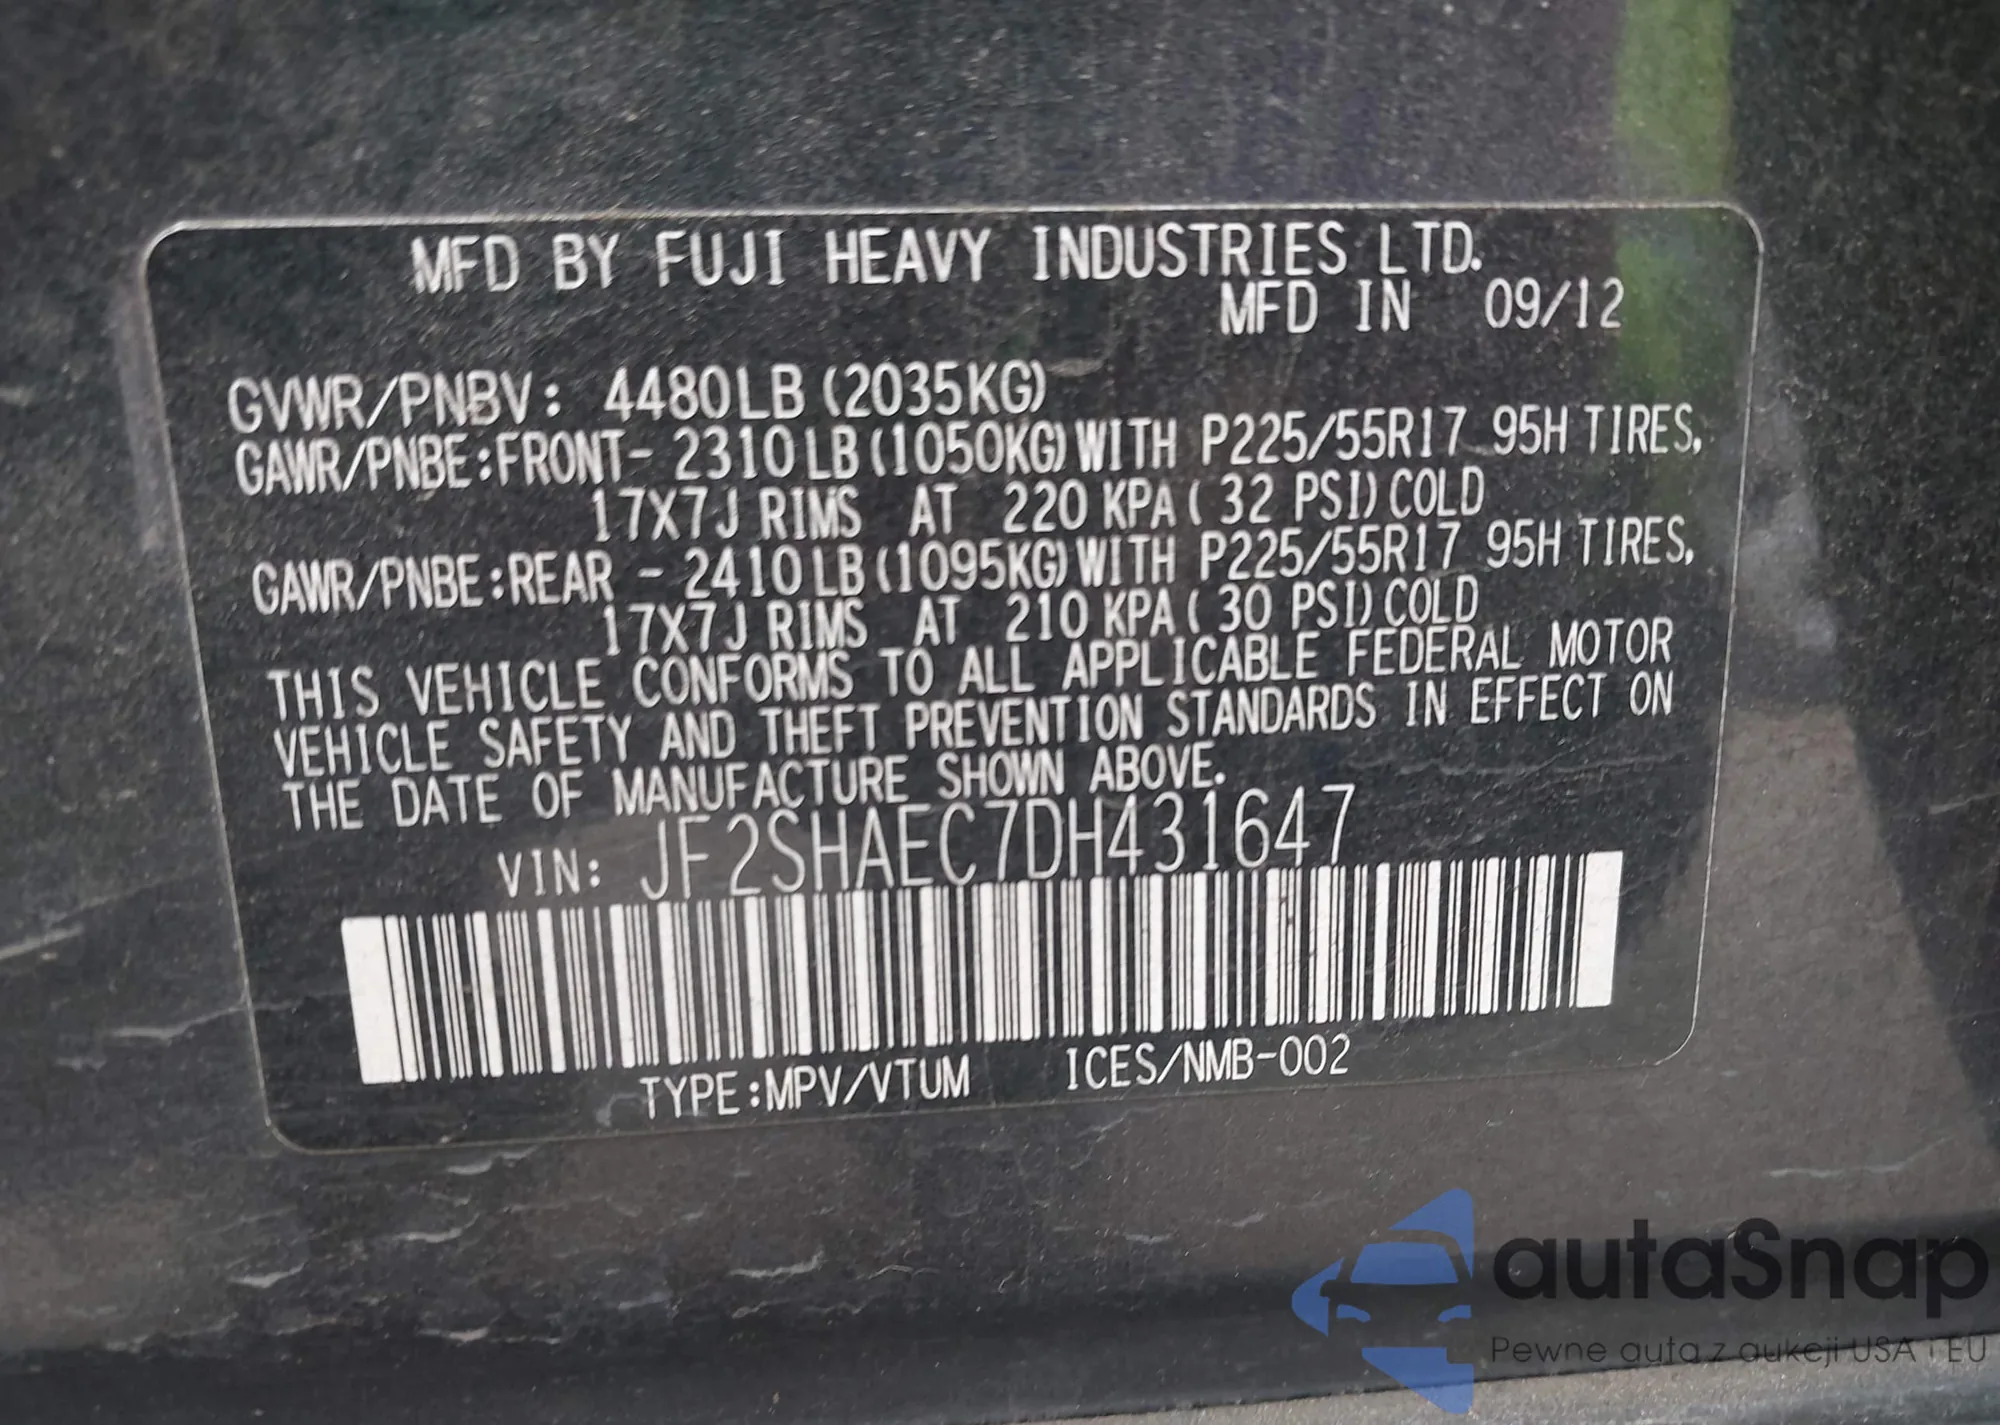 MFD BY FUJI HEAVY INDUSTRIES LTD.
MFD IN 09/12
GVWR/PNBV: 4480LB (2035KG)
GAWR/PNBE:FRONT- 2310LB(1050KG)WITH P225/55R17 95H TIRES,
17X7J RIMS AT 220 KPA( 32 PSI)COLD
GAWR/PNBE:REAR - 2410LB(1095KG)WITH P225/55R17 95H TIRES,
17X7J RIMS AT 210 KPA( 30 PSI)COLD
THIS VEHICLE CONFORMS TO ALL APPLICABLE FEDERAL MOTOR
VEHICLE SAFETY AND THEFT PREVENTION STANDARDS IN EFFECT ON
THE DATE OF MANUFACTURE SHOWN ABOVE.
VIN: JF2SHAEC7DH431647
TYPE:MPV/VTUM ICES/NMB-002
autaSnap
Pewne auta z aukcji USA i EU